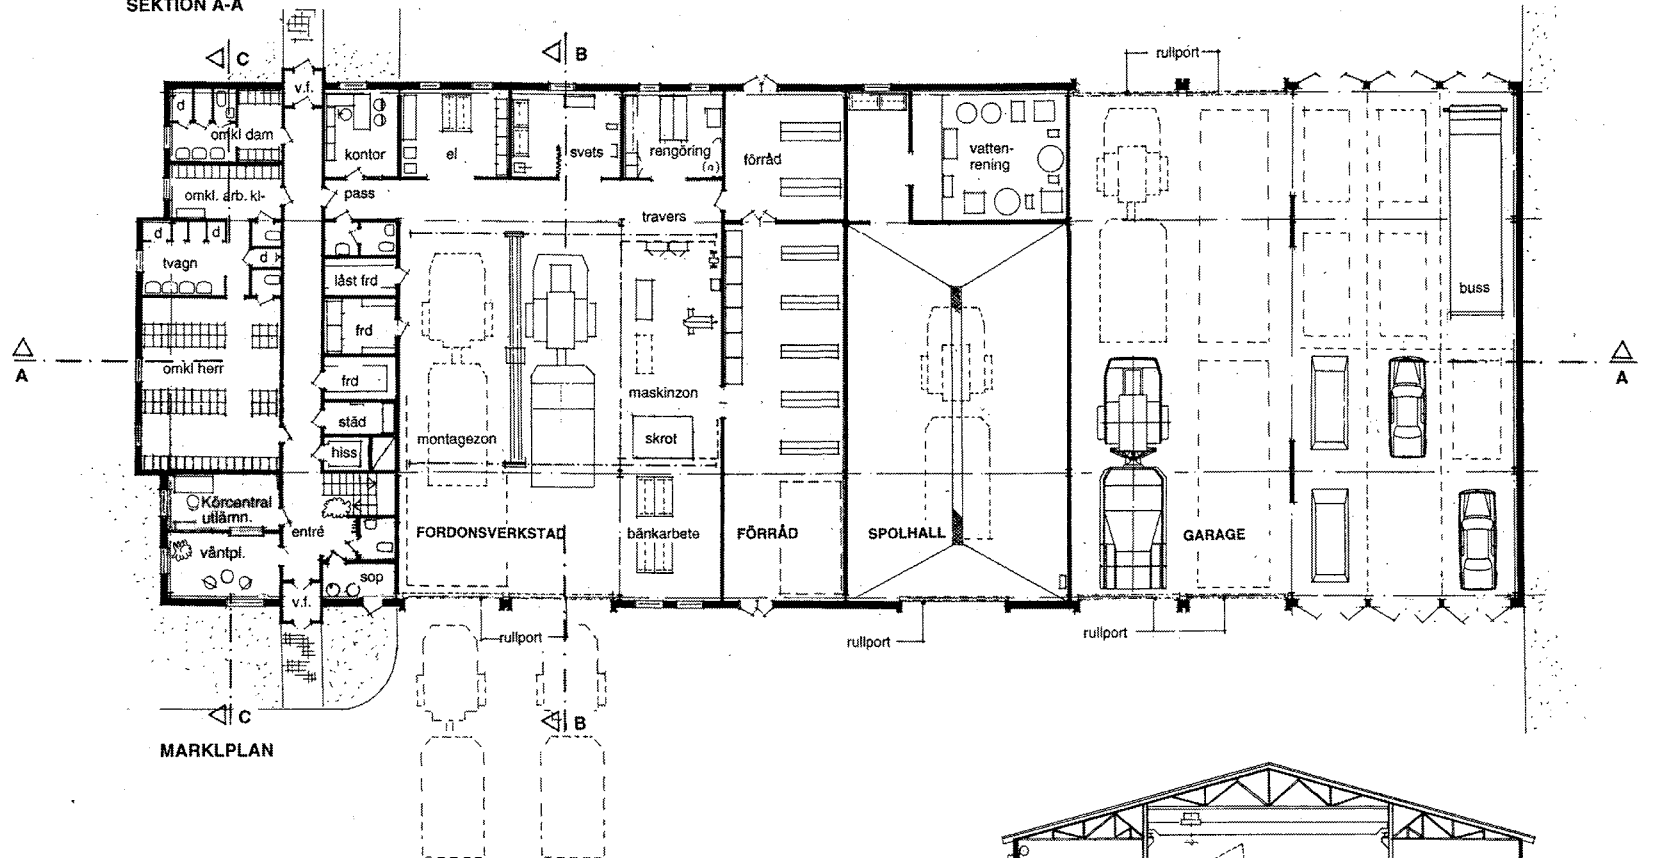 SEKTION A-A
C
B
rullport
v.f.
d
omkl dam
kontor
el
svets
rengöring
förråd
vatten-
rening
omkl. arb. kl-
pass
travers
d
d
tvagn
d
låst frd
frd
buss
A
omkl herr
frd
maskinzon
A
städ
montagezon
skrot
hiss
Körcentral
utlämn.
entré
FORDONSVERKSTAD
bänkarbete
FÖRRÅD
SPOLHALL
GARAGE
väntpl.
sop
v.f.
rullport
rullport
rullport
C
B
MARKLPLAN